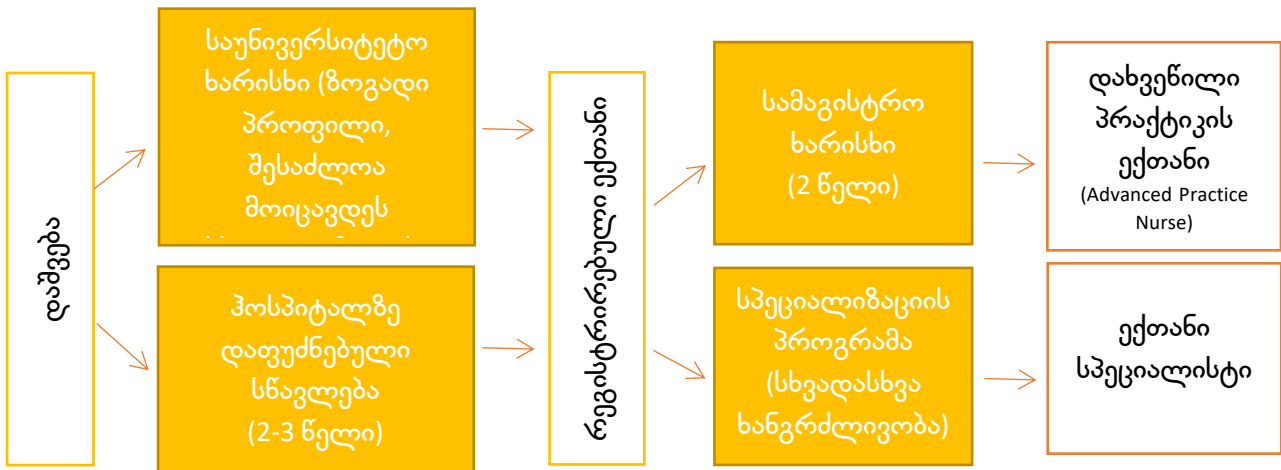 დაშვება
საუნივერსიტეტო
ხარისხი (ზოგადი
პროფილი,
შესაძლოა
მოიცავდეს
ჰოსპიტალზე
დაფუძნებული
სწავლება
(2-3 წელი)
რეგისტრირებული ექთანი
სამაგისტრო
ხარისხი
(2 წელი)
სპეციალიზაციის
პროგრამა
(სხვადასხვა
ხანგრძლივობა)
დახვეწილი
პრაქტიკის
ექთანი
(Advanced Practice
Nurse)
ექთანი
სპეციალისტი